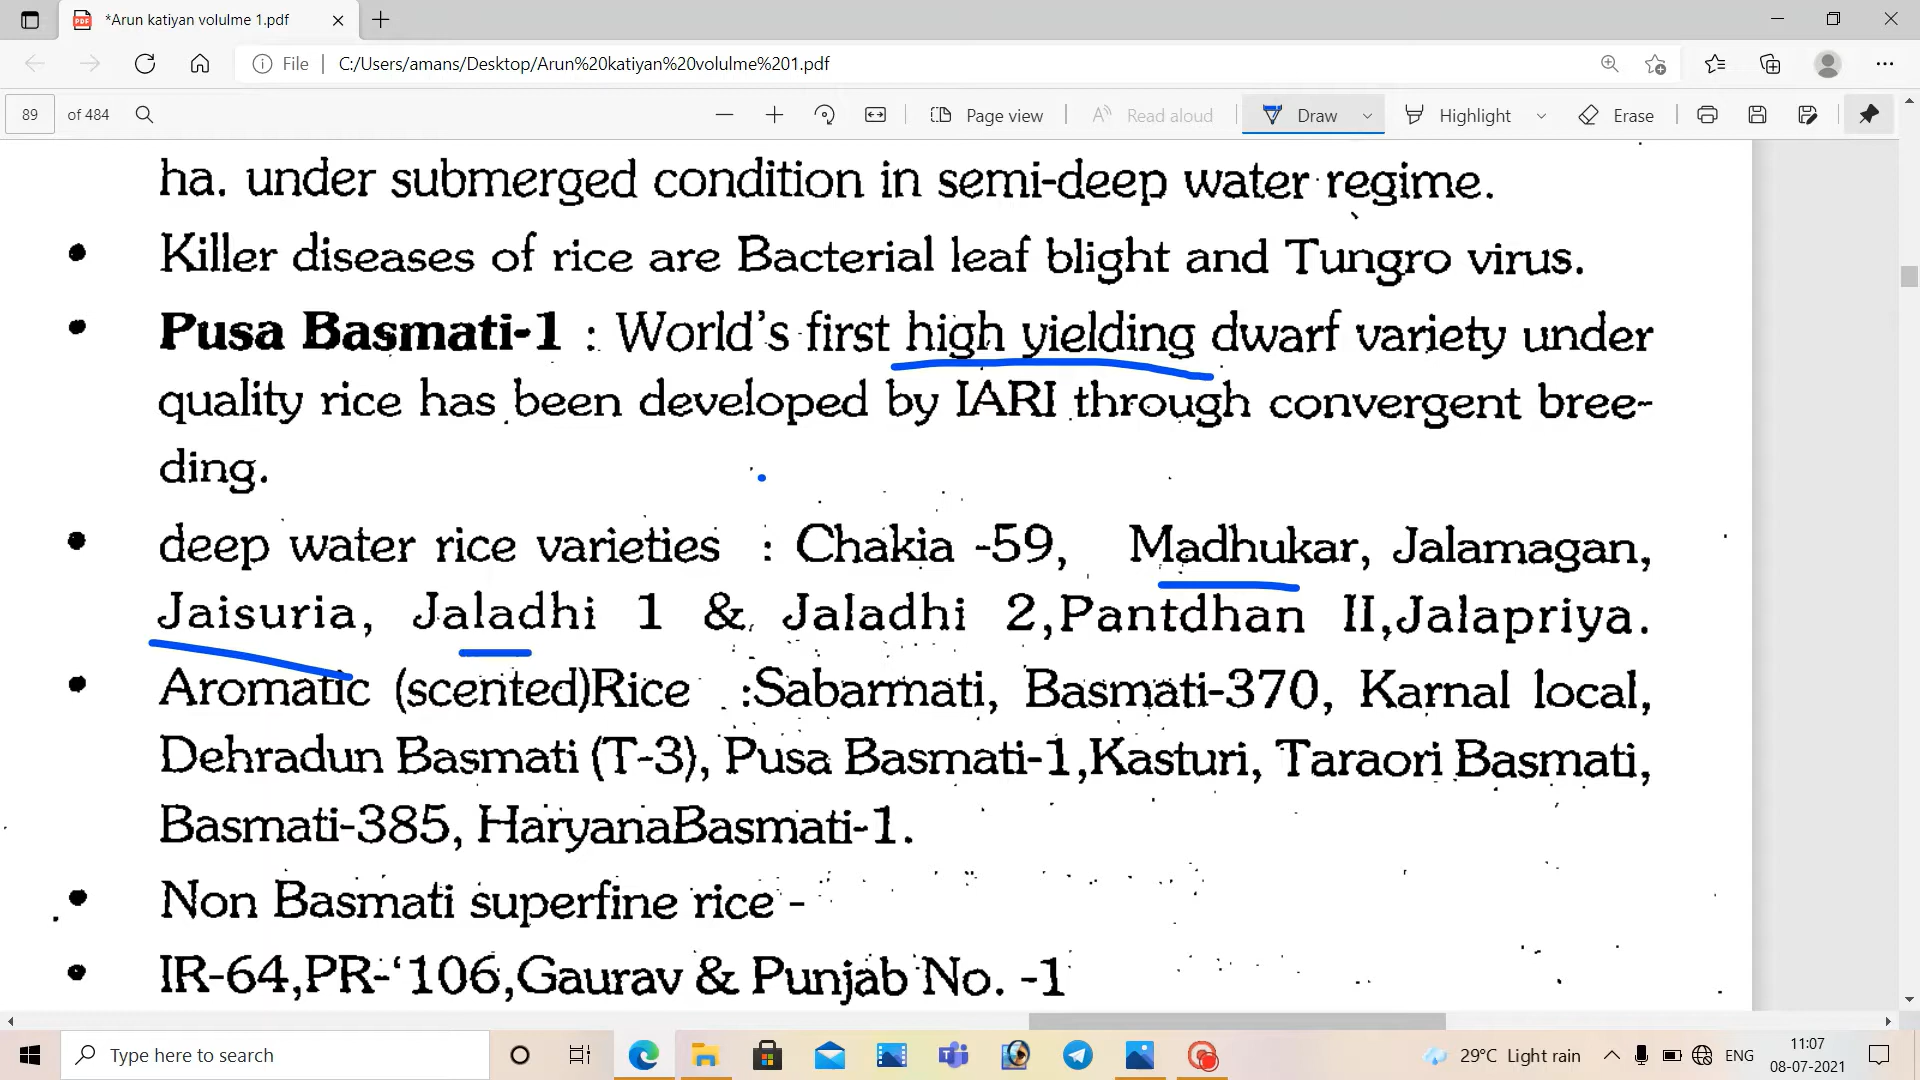 *Arun katiyan volulme 1.pdf
File
C:/Users/amans/Desktop/Arun%20katiyan%20volulme%201.pdf
89 of 484
Page view
Read aloud
Draw
Highlight
Erase
ha. under submerged condition in semi-deep water regime.
• Killer diseases of rice are Bacterial leaf blight and Tungro virus.
• Pusa Basmati-1 : World's first high yielding dwarf variety under
quality rice has been developed by IARI through convergent bree-
ding.
• deep water rice varieties : Chakia -59, Madhukar, Jalamagan,
Jaisuria, Jaladhi 1 & Jaladhi 2,Pantdhan II,Jalapriya.
• Aromatic (scented)Rice :Sabarmati, Basmati-370, Karnal local,
Dehradun Basmati (T-3), Pusa Basmati-1,Kasturi, Taraori Basmati,
Basmati-385, HaryanaBasmati-1.
• Non Basmati superfine rice -
• IR-64,PR-‘106,Gaurav & Punjab No. -1
Type here to search
29°C Light rain
ENG
11:07
08-07-2021